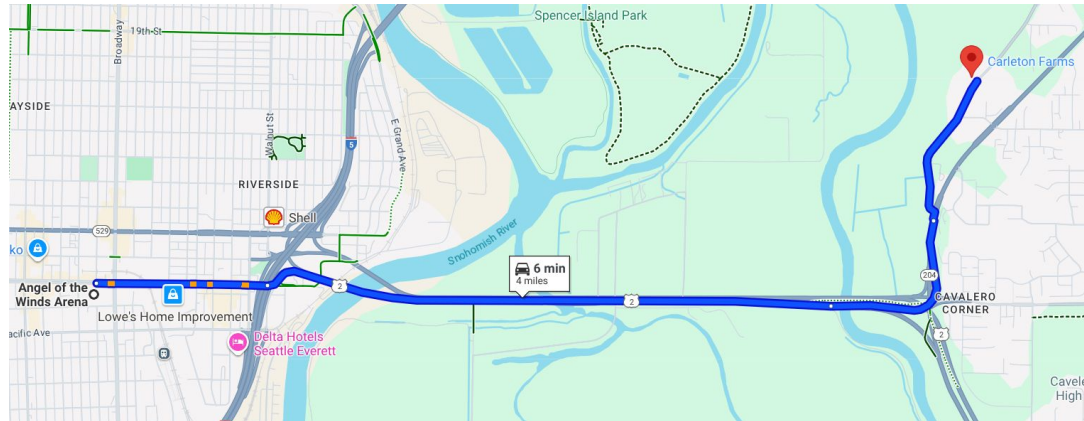 Spencer Island Park
19th St
Broadway
Carleton Farms
AYSIDE
Walnut St
5
E Grand Ave
RIVERSIDE
Shell
529
Snohomish River
ko
6 min
4 miles
204
Angel of the
Winds Arena
2
2
CAVALERO
CORNER
Lowe's Home Improvement
acific Ave
Delta Hotels
Seattle Everett
2
Cavele
High